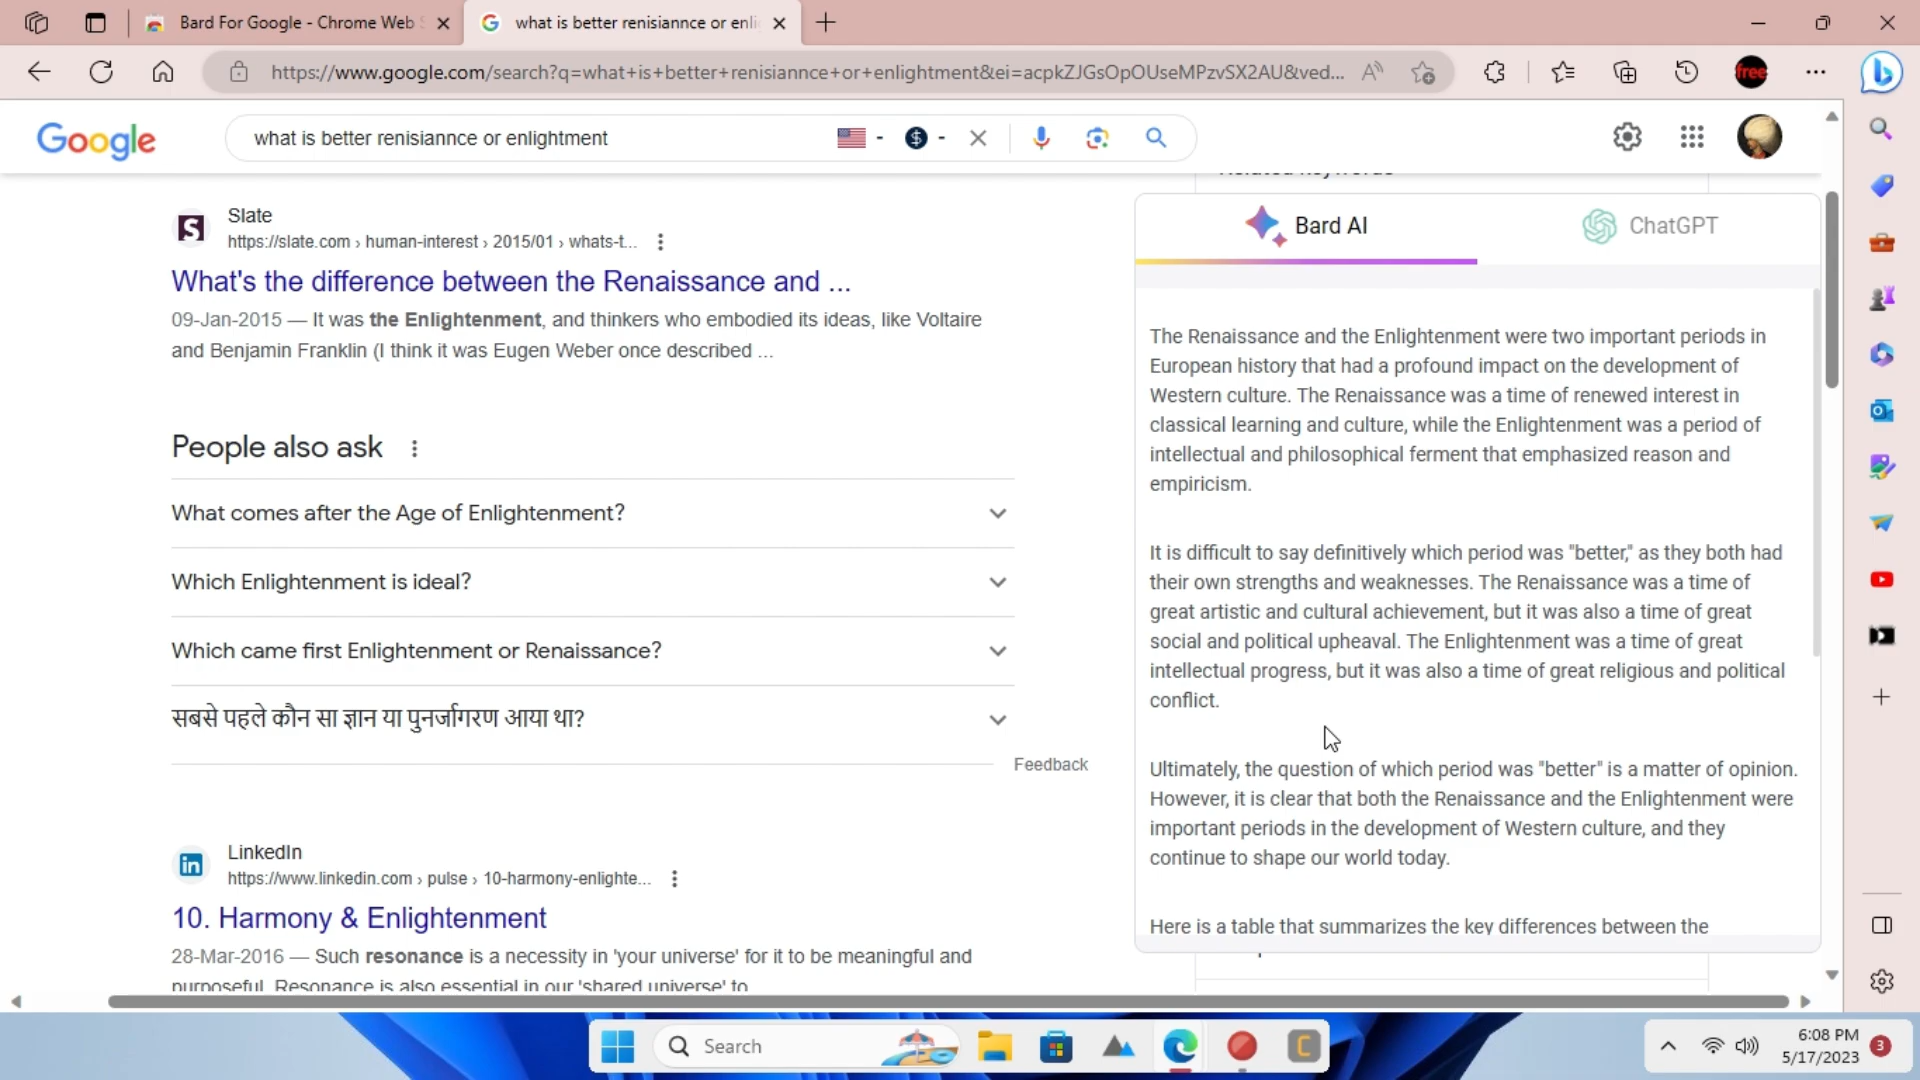 Bard For Google - Chrome Web S
what is better renisiannce or enli
https://www.google.com/search?q=what+is+better+renisiannce+or+enlightment&ei=acpkZJGsOpOUseMPzvSX2AU&ved...
free
Google
what is better renisiannce or enlightment
Slate
https://slate.com › human-interest › 2015/01 › whats-t...
What's the difference between the Renaissance and ...
09-Jan-2015 — It was the Enlightenment, and thinkers who embodied its ideas, like Voltaire
and Benjamin Franklin (I think it was Eugen Weber once described ...
People also ask
What comes after the Age of Enlightenment?
Which Enlightenment is ideal?
Which came first Enlightenment or Renaissance?
सबसे पहले कौन सा ज्ञान या पुनर्जागरण आया था?
Feedback
LinkedIn
https://www.linkedin.com › pulse › 10-harmony-enlighte...
10. Harmony & Enlightenment
28-Mar-2016 — Such resonance is a necessity in 'your universe' for it to be meaningful and
purposeful. Resonance is also essential in our 'shared universe' to
Related keywords
Bard AI
ChatGPT
The Renaissance and the Enlightenment were two important periods in
European history that had a profound impact on the development of
Western culture. The Renaissance was a time of renewed interest in
classical learning and culture, while the Enlightenment was a period of
intellectual and philosophical ferment that emphasized reason and
empiricism.
It is difficult to say definitively which period was "better," as they both had
their own strengths and weaknesses. The Renaissance was a time of
great artistic and cultural achievement, but it was also a time of great
social and political upheaval. The Enlightenment was a time of great
intellectual progress, but it was also a time of great religious and political
conflict.
Ultimately, the question of which period was "better" is a matter of opinion.
However, it is clear that both the Renaissance and the Enlightenment were
important periods in the development of Western culture, and they
continue to shape our world today.
Here is a table that summarizes the key differences between the
Search
6:08 PM
5/17/2023
3